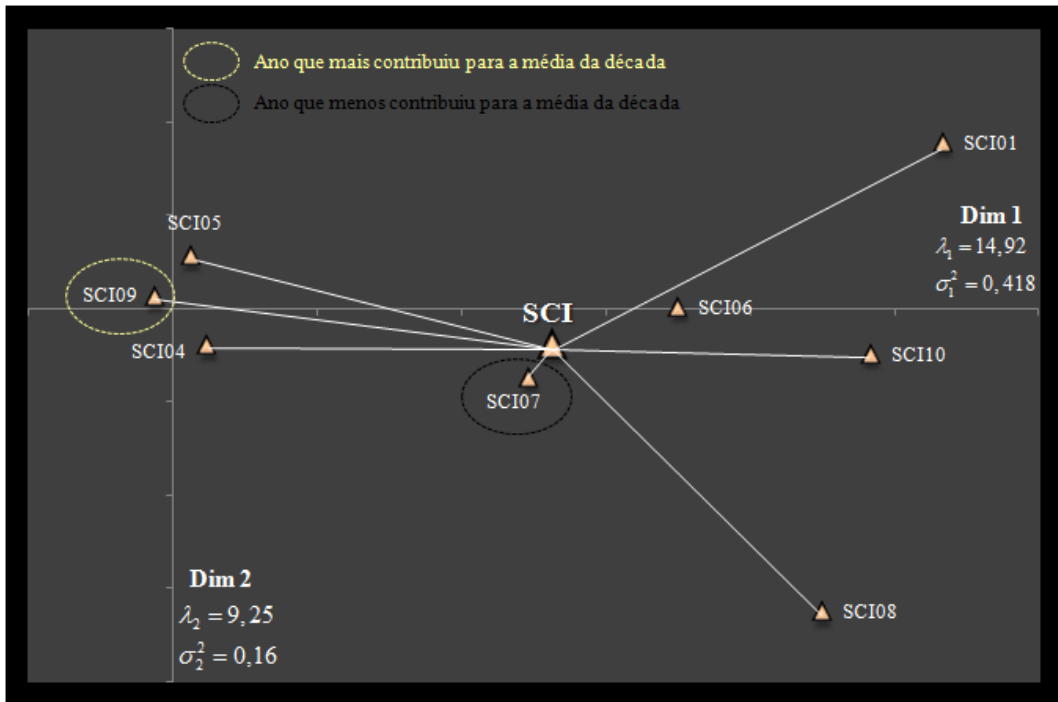 Ano que mais contribuiu para a média da década
Ano que menos contribuiu para a média da década
SCI01
Dim 1
λ₁ = 14,92
σ₁² = 0,418
SCI05
SCI09
SCI04
SCI
SCI06
SCI10
SCI07
SCI08
Dim 2
λ₂ = 9,25
σ₂² = 0,16